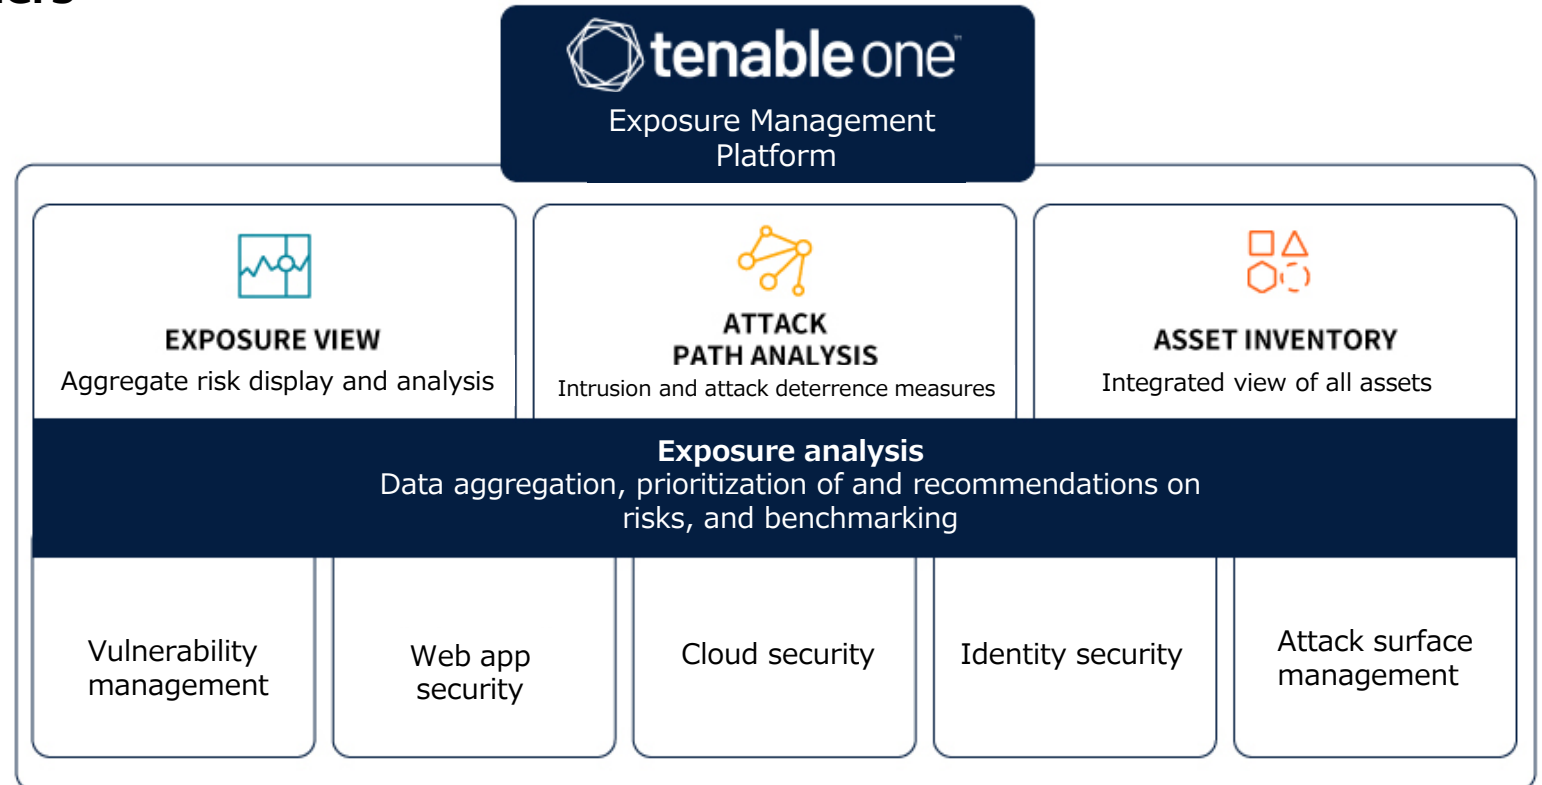 tenable one™
Exposure Management
Platform
EXPOSURE VIEW
Aggregate risk display and analysis
ATTACK
PATH ANALYSIS
Intrusion and attack deterrence measures
ASSET INVENTORY
Integrated view of all assets
Exposure analysis
Data aggregation, prioritization of and recommendations on
risks, and benchmarking
Vulnerability
management
Web app
security
Cloud security
Identity security
Attack surface
management